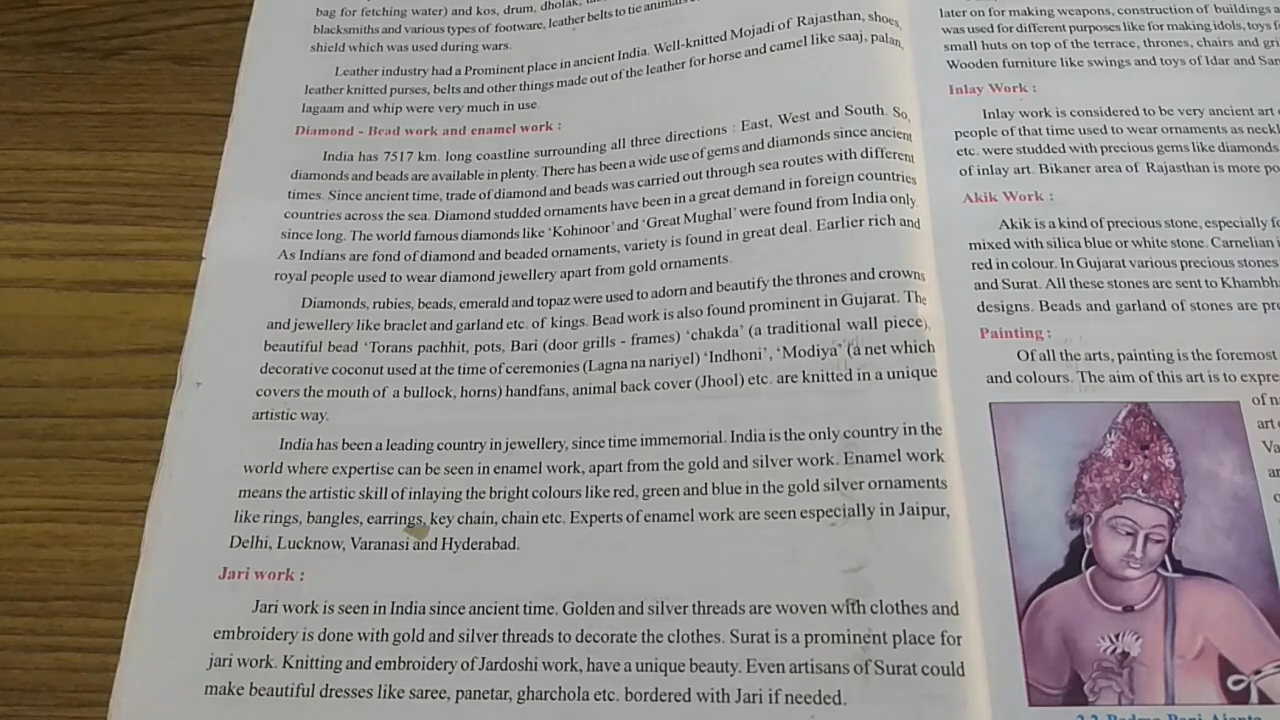 bag for fetching water) and kos, drum, dholak,
blacksmiths and various types of footware, leather belts to tie animals
shield which was used during wars.
Leather industry had a Prominent place in ancient India. Well-knitted Mojadi of Rajasthan, shoes,
leather knitted purses, belts and other things made out of the leather for horse and camel like saaj, palan,
lagaam and whip were very much in use.
Diamond - Bead work and enamel work :
India has 7517 km. long coastline surrounding all three directions : East, West and South. So,
diamonds and beads are available in plenty. There has been a wide use of gems and diamonds since ancient
times. Since ancient time, trade of diamond and beads was carried out through sea routes with different
countries across the sea. Diamond studded ornaments have been in a great demand in foreign countries
since long. The world famous diamonds like 'Kohinoor' and 'Great Mughal' were found from India only.
As Indians are fond of diamond and beaded ornaments, variety is found in great deal. Earlier rich and
royal people used to wear diamond jewellery apart from gold ornaments.
Diamonds, rubies, beads, emerald and topaz were used to adorn and beautify the thrones and crowns
and jewellery like braclet and garland etc. of kings. Bead work is also found prominent in Gujarat. The
beautiful bead 'Torans pachhit, pots, Bari (door grills - frames) 'chakda' (a traditional wall piece),
decorative coconut used at the time of ceremonies (Lagna na nariyel) 'Indhoni', 'Modiya' (a net which
covers the mouth of a bullock, horns) handfans, animal back cover (Jhool) etc. are knitted in a unique
artistic way.
India has been a leading country in jewellery, since time immemorial. India is the only country in the
world where expertise can be seen in enamel work, apart from the gold and silver work. Enamel work
means the artistic skill of inlaying the bright colours like red, green and blue in the gold silver ornaments
like rings, bangles, earrings, key chain, chain etc. Experts of enamel work are seen especially in Jaipur,
Delhi, Lucknow, Varanasi and Hyderabad.
Jari work :
Jari work is seen in India since ancient time. Golden and silver threads are woven with clothes and
embroidery is done with gold and silver threads to decorate the clothes. Surat is a prominent place for
jari work. Knitting and embroidery of Jardoshi work, have a unique beauty. Even artisans of Surat could
make beautiful dresses like saree, panetar, gharchola etc. bordered with Jari if needed.
later on for making weapons, construction of buildings
was used for different purposes like for making idols, toys
small huts on top of the terrace, thrones, chairs and
Wooden furniture like swings and toys of Idar and
Inlay Work :
Inlay work is considered to be very ancient art
people of that time used to wear ornaments as
etc. were studded with precious gems like diamonds
of inlay art. Bikaner area of Rajasthan is more
Akik Work :
Akik is a kind of precious stone, especially
mixed with silica blue or white stone. Carnelian
red in colour. In Gujarat various precious stones
and Surat. All these stones are sent to
designs. Beads and garland of stones are
Painting :
Of all the arts, painting is the foremost
and colours. The aim of this art is to
of
art